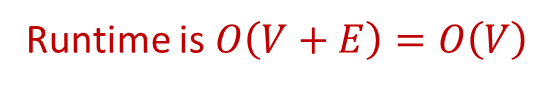 Runtime is O(V + E) = O(V)